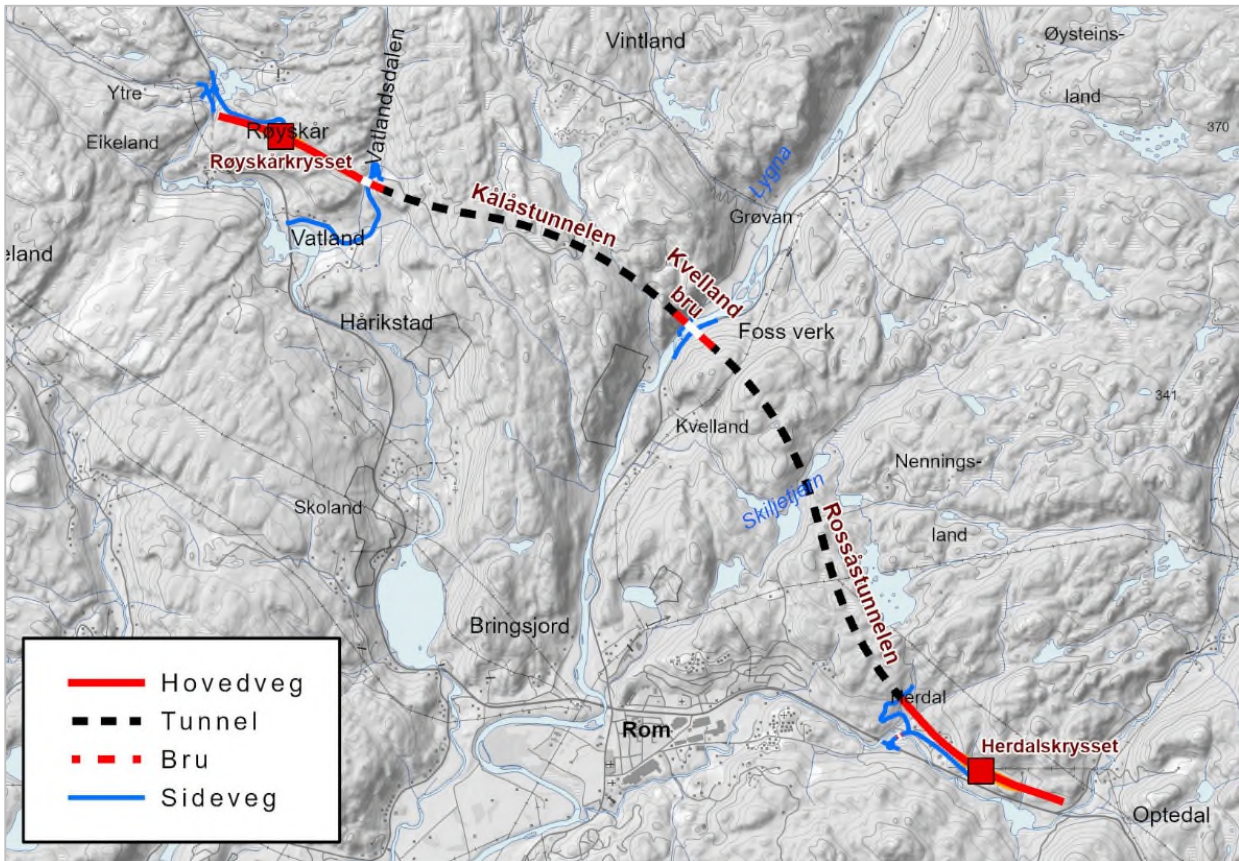 Vintland
Øysteins-
land
370
Ytre
Eikeland
Røyskår
Røyskårkrysset
Vatlandsdalen
Vatland
Kålåstunnelen
Lygna
Grøvan
eland
Kvelland
bru
Foss verk
Hårikstad
Kvelland
341
Nennings-
land
Skiljetjern
Skoland
Rossåstunnelen
Bringsjord
Rom
Herdal
Herdalskrysset
Optedal
Hovedveg
Tunnel
Bru
Sideveg